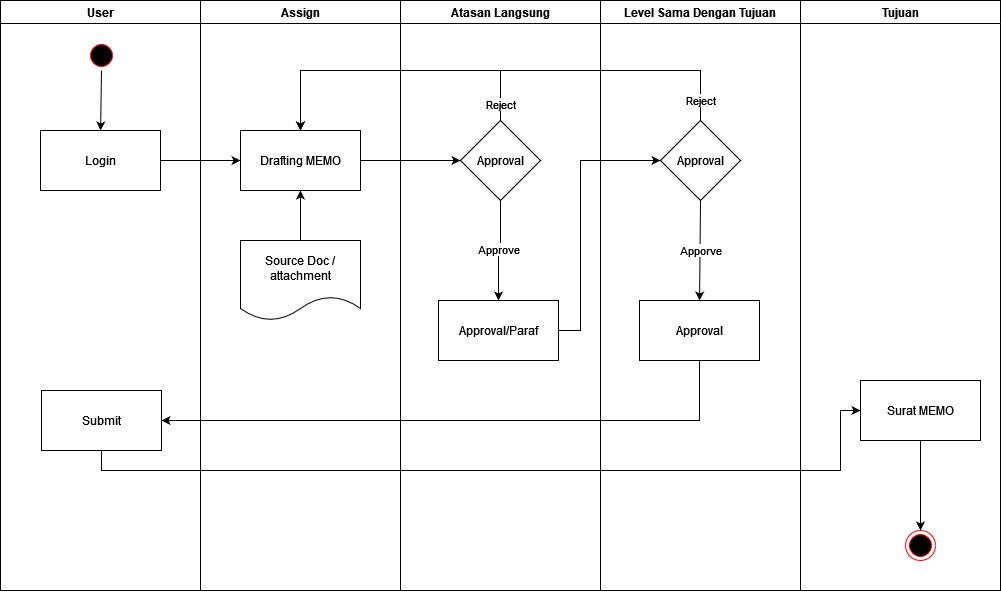 User
Assign
Atasan Langsung
Level Sama Dengan Tujuan
Tujuan
Reject
Reject
Login
Drafting MEMO
Approval
Approval
Source Doc /
attachment
Approve
Apporve
Approval/Paraf
Approval
Submit
Surat MEMO